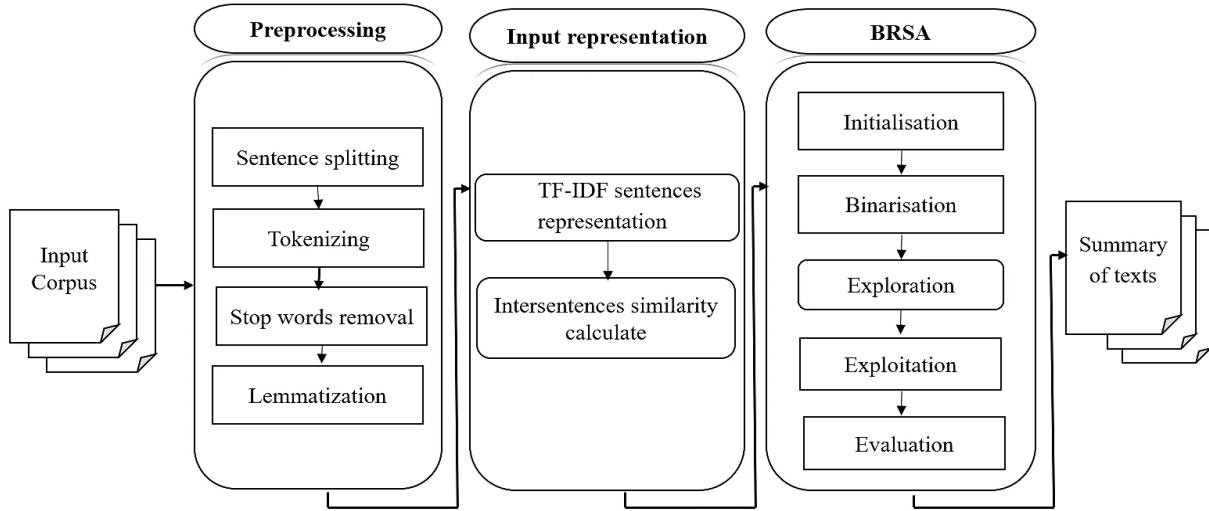 Preprocessing
Input representation
BRSA
Input
Corpus
Sentence splitting
Tokenizing
Stop words removal
Lemmatization
TF-IDF sentences
representation
Intersentences similarity
calculate
Initialisation
Binarisation
Exploration
Exploitation
Evaluation
Summary
of texts